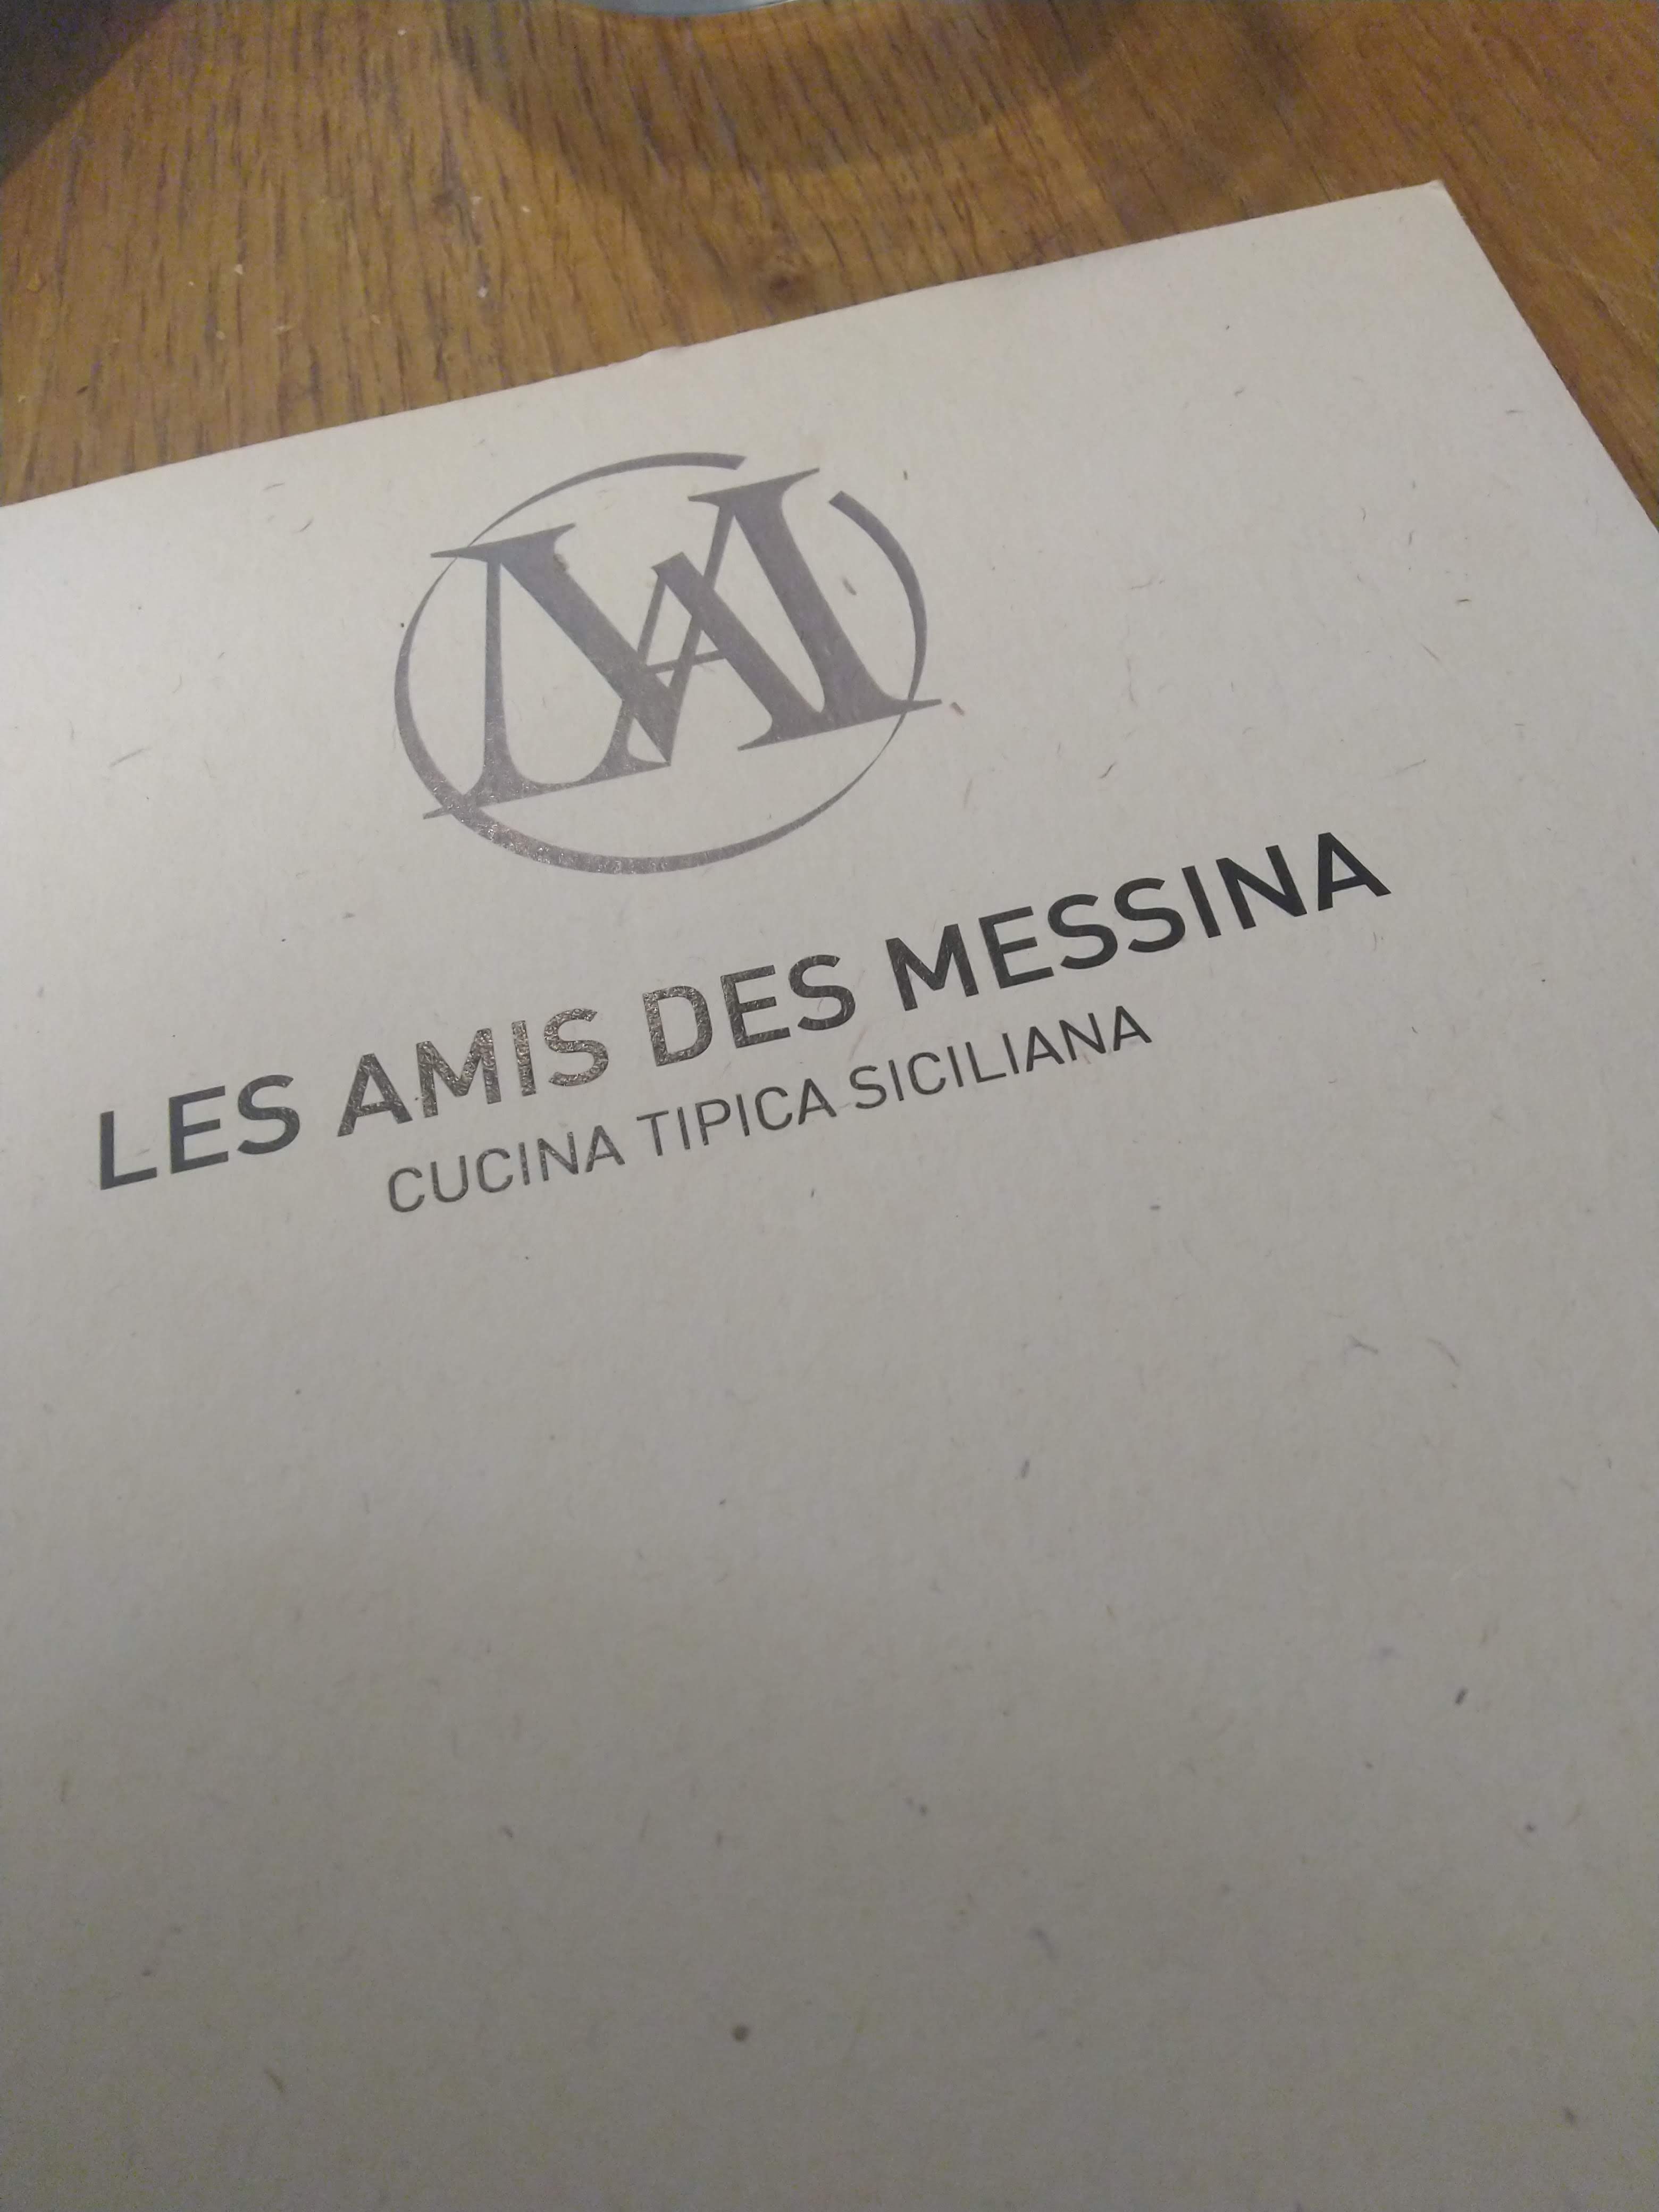 LES AMIS DES MESSINA
CUCINA TIPICA SICILIANA